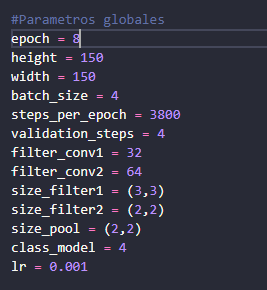 #Parametros globales
epoch = 8
height = 150
width = 150
batch_size = 4
steps_per_epoch = 3800
validation_steps = 4
filter_conv1 = 32
filter_conv2 = 64
size_filter1 = (3,3)
size_filter2 = (2,2)
size_pool = (2,2)
class_model = 4
lr = 0.001